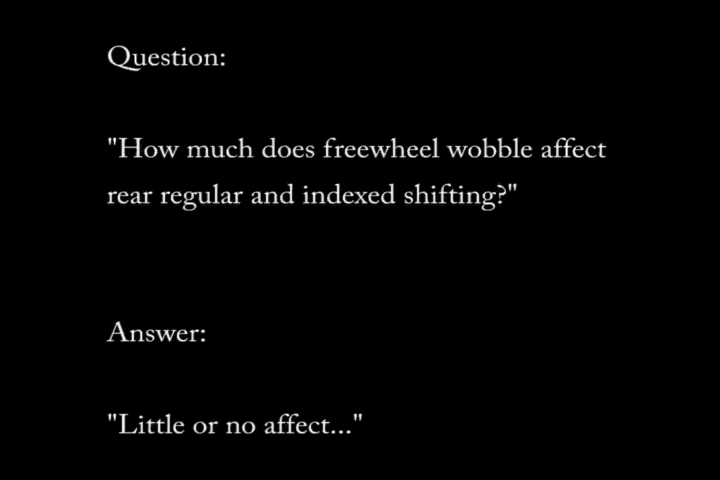 Question:
"How much does freewheel wobble affect
rear regular and indexed shifting?"
Answer:
"Little or no affect..."